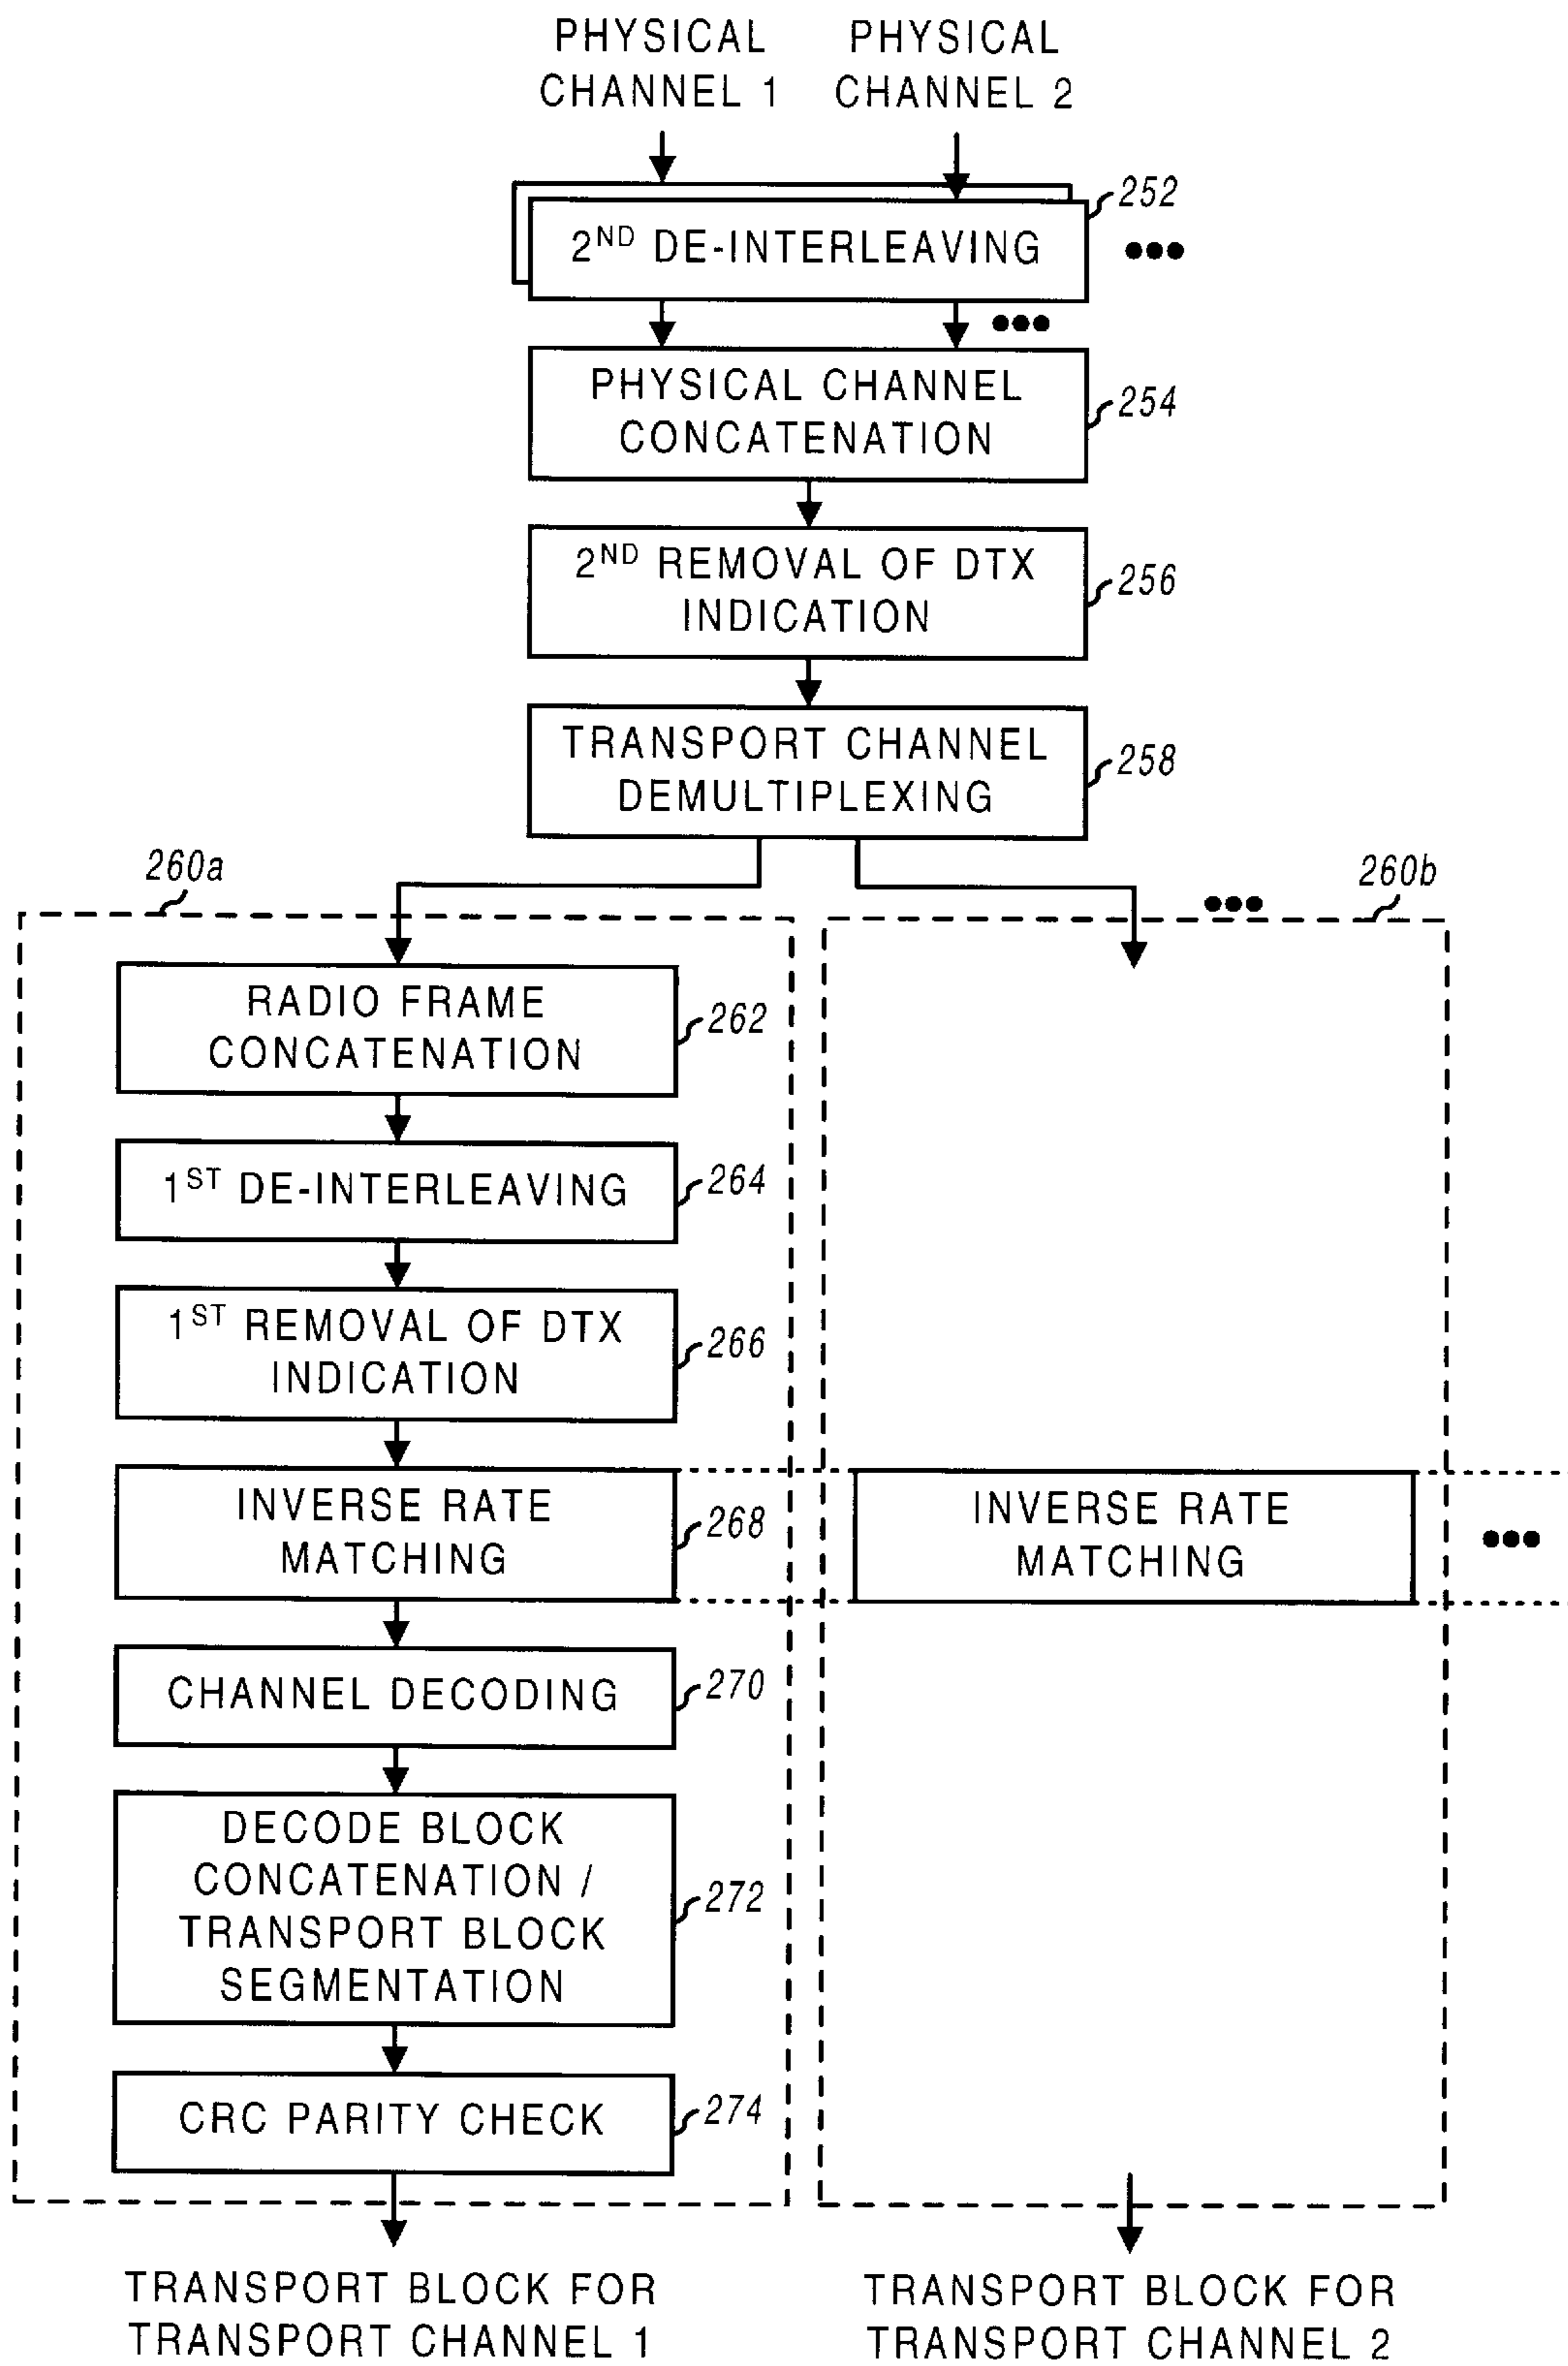 PHYSICAL
CHANNEL 1
PHYSICAL
CHANNEL 2
252
2ND DE-INTERLEAVING
PHYSICAL CHANNEL
CONCATENATION
254
2ND REMOVAL OF DTX
INDICATION
256
TRANSPORT CHANNEL
DEMULTIPLEXING
258
260a
260b
RADIO FRAME
CONCATENATION
262
1ST DE-INTERLEAVING
264
1ST REMOVAL OF DTX
INDICATION
266
INVERSE RATE
MATCHING
268
INVERSE RATE
MATCHING
CHANNEL DECODING
270
DECODE BLOCK
CONCATENATION /
TRANSPORT BLOCK
SEGMENTATION
272
CRC PARITY CHECK
274
TRANSPORT BLOCK FOR
TRANSPORT CHANNEL 1
TRANSPORT BLOCK FOR
TRANSPORT CHANNEL 2